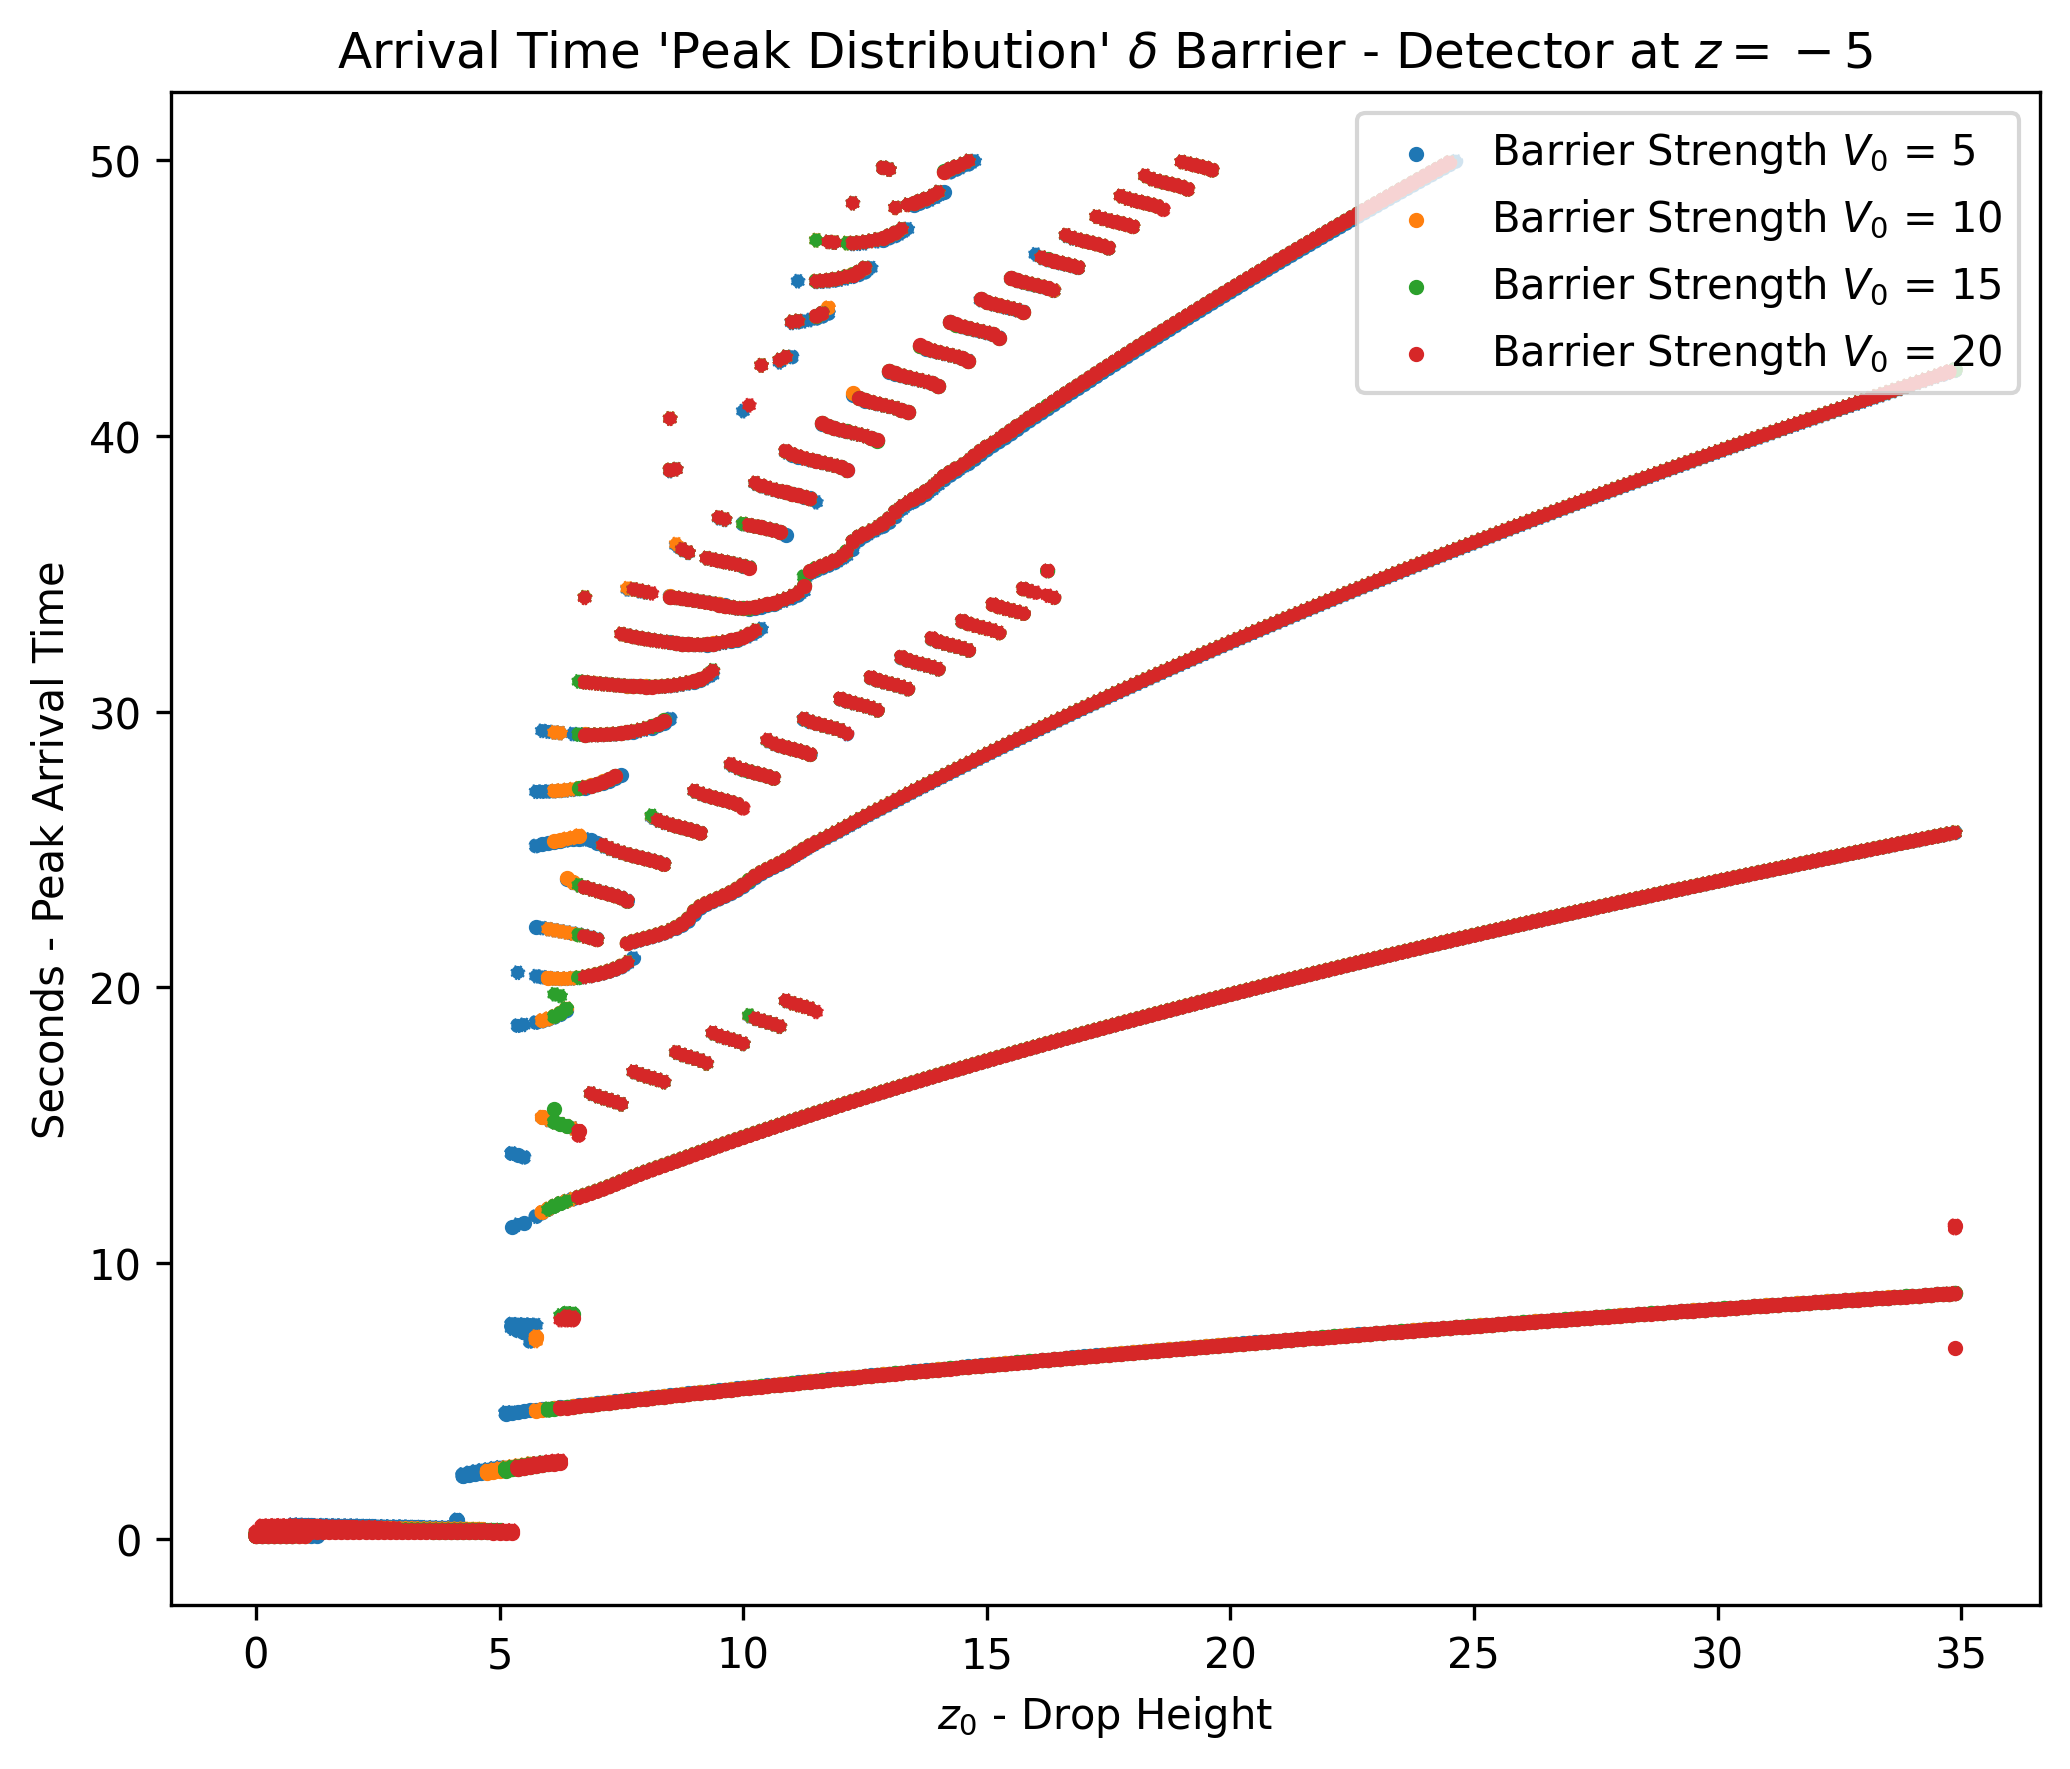 Arrival Time 'Peak Distribution' δ Barrier - Detector at z = −5
Barrier Strength V₀ = 5
Barrier Strength V₀ = 10
Barrier Strength V₀ = 15
Barrier Strength V₀ = 20
Seconds - Peak Arrival Time
50
40
30
20
10
0
0 5 10 15 20 25 30 35
z₀ - Drop Height